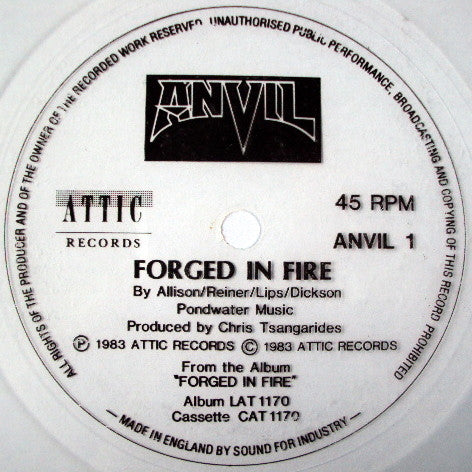 ALL RIGHTS OF THE PRODUCER AND OF THE OWNER OF THE RECORDED WORK RESERVED. UNAUTHORISED PUBLIC PERFORMANCE, BROADCASTING AND COPYING OF THIS RECORD PROHIBITED
ANVIL
ATTIC
RECORDS
45 RPM
ANVIL 1
FORGED IN FIRE
By Allison/Reiner/Lips/Dickson
Pondwater Music
Produced by Chris Tsangarides
Ⓟ 1983 ATTIC RECORDS © 1983 ATTIC RECORDS
From the Album
"FORGED IN FIRE"
Album LAT 1170
Cassette CAT 1170
— MADE IN ENGLAND BY SOUND FOR INDUSTRY —